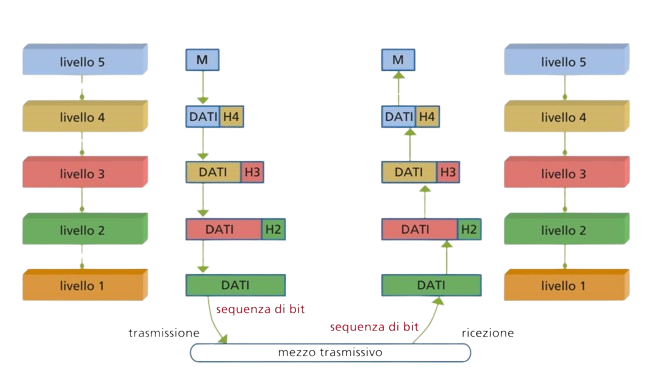 livello 5 M M livello 5
livello 4 DATI H4 DATI H4 livello 4
livello 3 DATI H3 DATI H3 livello 3
livello 2 DATI H2 DATI H2 livello 2
livello 1 DATI DATI livello 1
sequenza di bit
sequenza di bit
trasmissione ricezione
mezzo trasmissivo